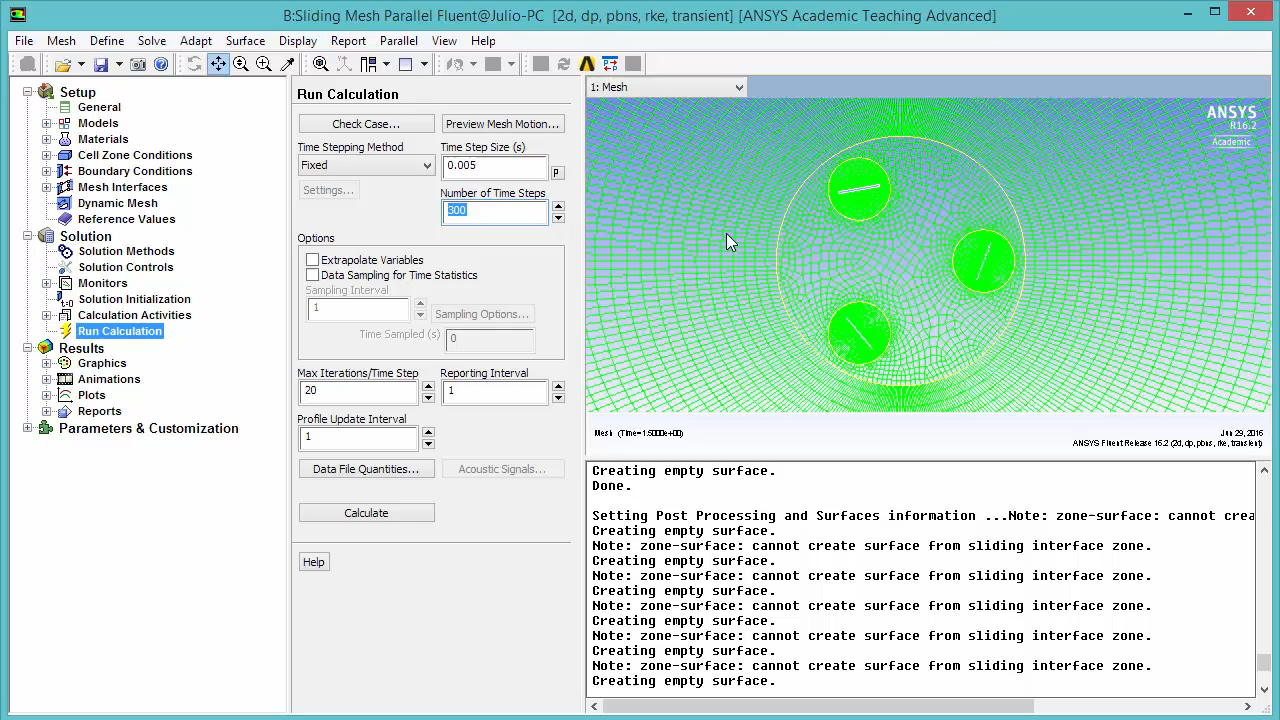 B:Sliding Mesh Parallel Fluent@Julio-PC [2d, dp, pbns, rke, transient] [ANSYS Academic Teaching Advanced]
File Mesh Define Solve Adapt Surface Display Report Parallel View Help
Setup
General
Models
Materials
Cell Zone Conditions
Boundary Conditions
Mesh Interfaces
Dynamic Mesh
Reference Values
Solution
Solution Methods
Solution Controls
Monitors
Solution Initialization
Calculation Activities
Run Calculation
Results
Graphics
Animations
Plots
Reports
Parameters & Customization
Run Calculation
Check Case... Preview Mesh Motion...
Time Stepping Method Time Step Size (s)
Fixed 0.005 P
Settings... Number of Time Steps
300
Options
Extrapolate Variables
Data Sampling for Time Statistics
Sampling Interval
1 Sampling Options...
Time Sampled (s) 0
Max Iterations/Time Step Reporting Interval
20 1
Profile Update Interval
1
Data File Quantities... Acoustic Signals...
Calculate
Help
1: Mesh
ANSYS
R16.2
Academic
Mesh (Time=1.5000e+00) Jun 29, 2016
ANSYS Fluent Release 16.2 (2d, dp, pbns, rke, transient)
Creating empty surface.
Done.
Setting Post Processing and Surfaces information ...Note: zone-surface: cannot crea
Creating empty surface.
Note: zone-surface: cannot create surface from sliding interface zone.
Creating empty surface.
Note: zone-surface: cannot create surface from sliding interface zone.
Creating empty surface.
Note: zone-surface: cannot create surface from sliding interface zone.
Creating empty surface.
Note: zone-surface: cannot create surface from sliding interface zone.
Creating empty surface.
Note: zone-surface: cannot create surface from sliding interface zone.
Creating empty surface.